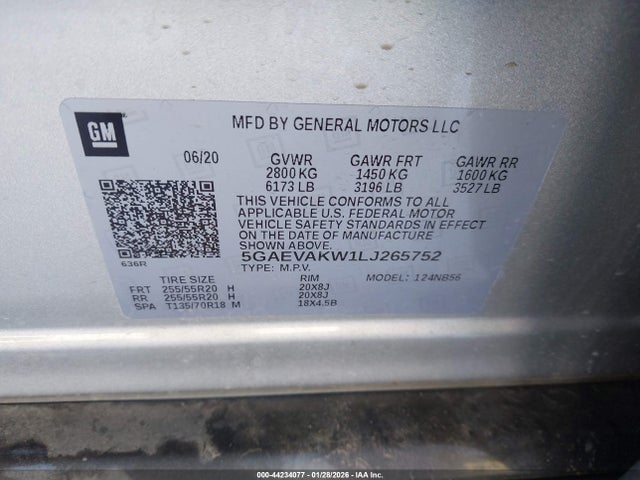 GM
MFD BY GENERAL MOTORS LLC
06/20 GVWR GAWR FRT GAWR RR
2800 KG 1450 KG 1600 KG
6173 LB 3196 LB 3527 LB
THIS VEHICLE CONFORMS TO ALL
APPLICABLE U.S. FEDERAL MOTOR
VEHICLE SAFETY STANDARDS IN EFFECT
ON THE DATE OF MANUFACTURE
SHOWN ABOVE.
636R
5GAEVAKW1LJ265752
TYPE: M.P.V. MODEL: 124NB56
TIRE SIZE RIM
FRT 255/55R20 H 20X8J
RR 255/55R20 H 20X8J
SPA T135/70R18 M 18X4.5B
000-44234077 - 01/28/2026 - IAAI.CA